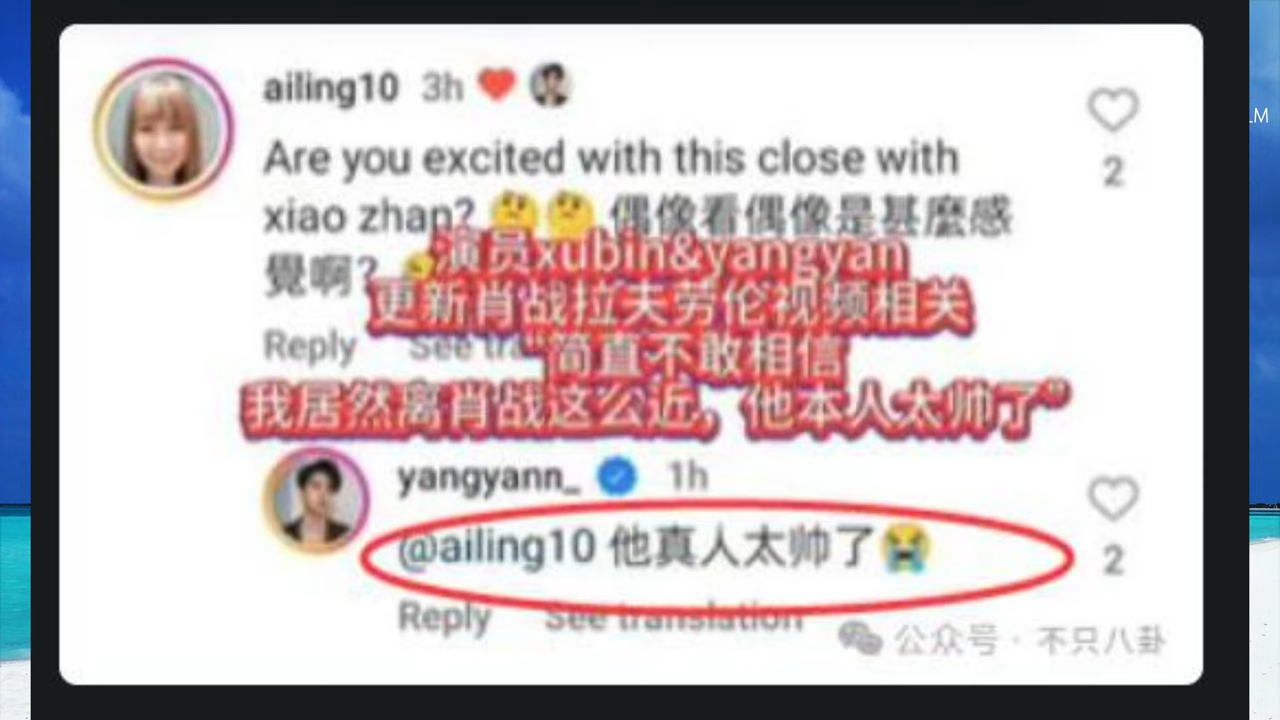 ailing10 3h
Are you excited with this close with
xiao zhan? 🤔🤔 偶像看偶像是甚麼感
覺啊?
2
演员xubin&yangyan
更新肖战拉夫劳伦视频相关
Reply See tra
"简直不敢相信
我居然离肖战这么近，他本人太帅了"
yangyann_ 1h
@ailing10 他真人太帅了😭
2
Reply See translation
公众号 · 不只八卦
LM